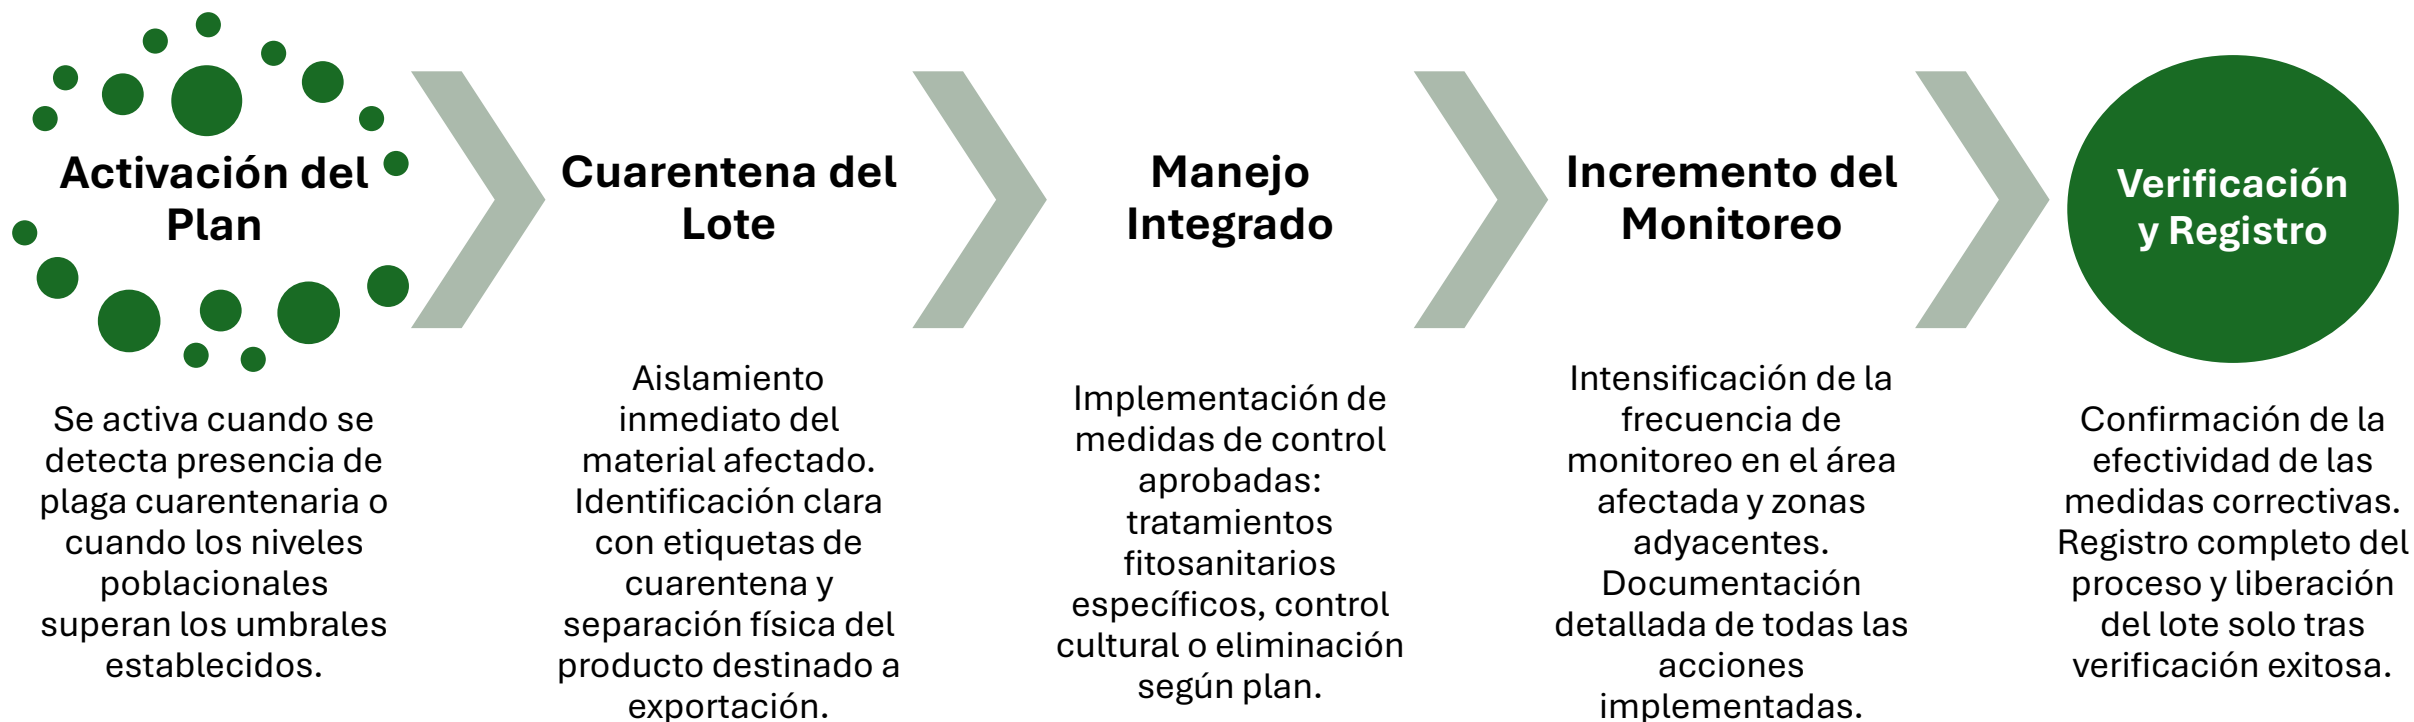 Activación del
Plan
Se activa cuando se
detecta presencia de
plaga cuarentenaria o
cuando los niveles
poblacionales
superan los umbrales
establecidos.
Cuarentena del
Lote
Aislamiento
inmediato del
material afectado.
Identificación clara
con etiquetas de
cuarentena y
separación física del
producto destinado a
exportación.
Manejo
Integrado
Implementación de
medidas de control
aprobadas:
tratamientos
fitosanitarios
específicos, control
cultural o eliminación
según plan.
Incremento del
Monitoreo
Intensificación de la
frecuencia de
monitoreo en el área
afectada y zonas
adyacentes.
Documentación
detallada de todas las
acciones
implementadas.
Verificación
y Registro
Confirmación de la
efectividad de las
medidas correctivas.
Registro completo del
proceso y liberación
del lote solo tras
verificación exitosa.